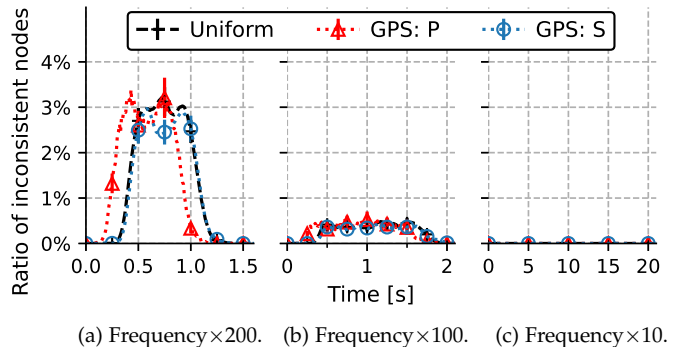 Uniform GPS: P GPS: S
Ratio of inconsistent nodes
4%
3%
2%
1%
0%
0.0 0.5 1.0 1.5 0 1 2 0 5 10 15 20
Time [s]
(a) Frequency×200. (b) Frequency×100. (c) Frequency×10.